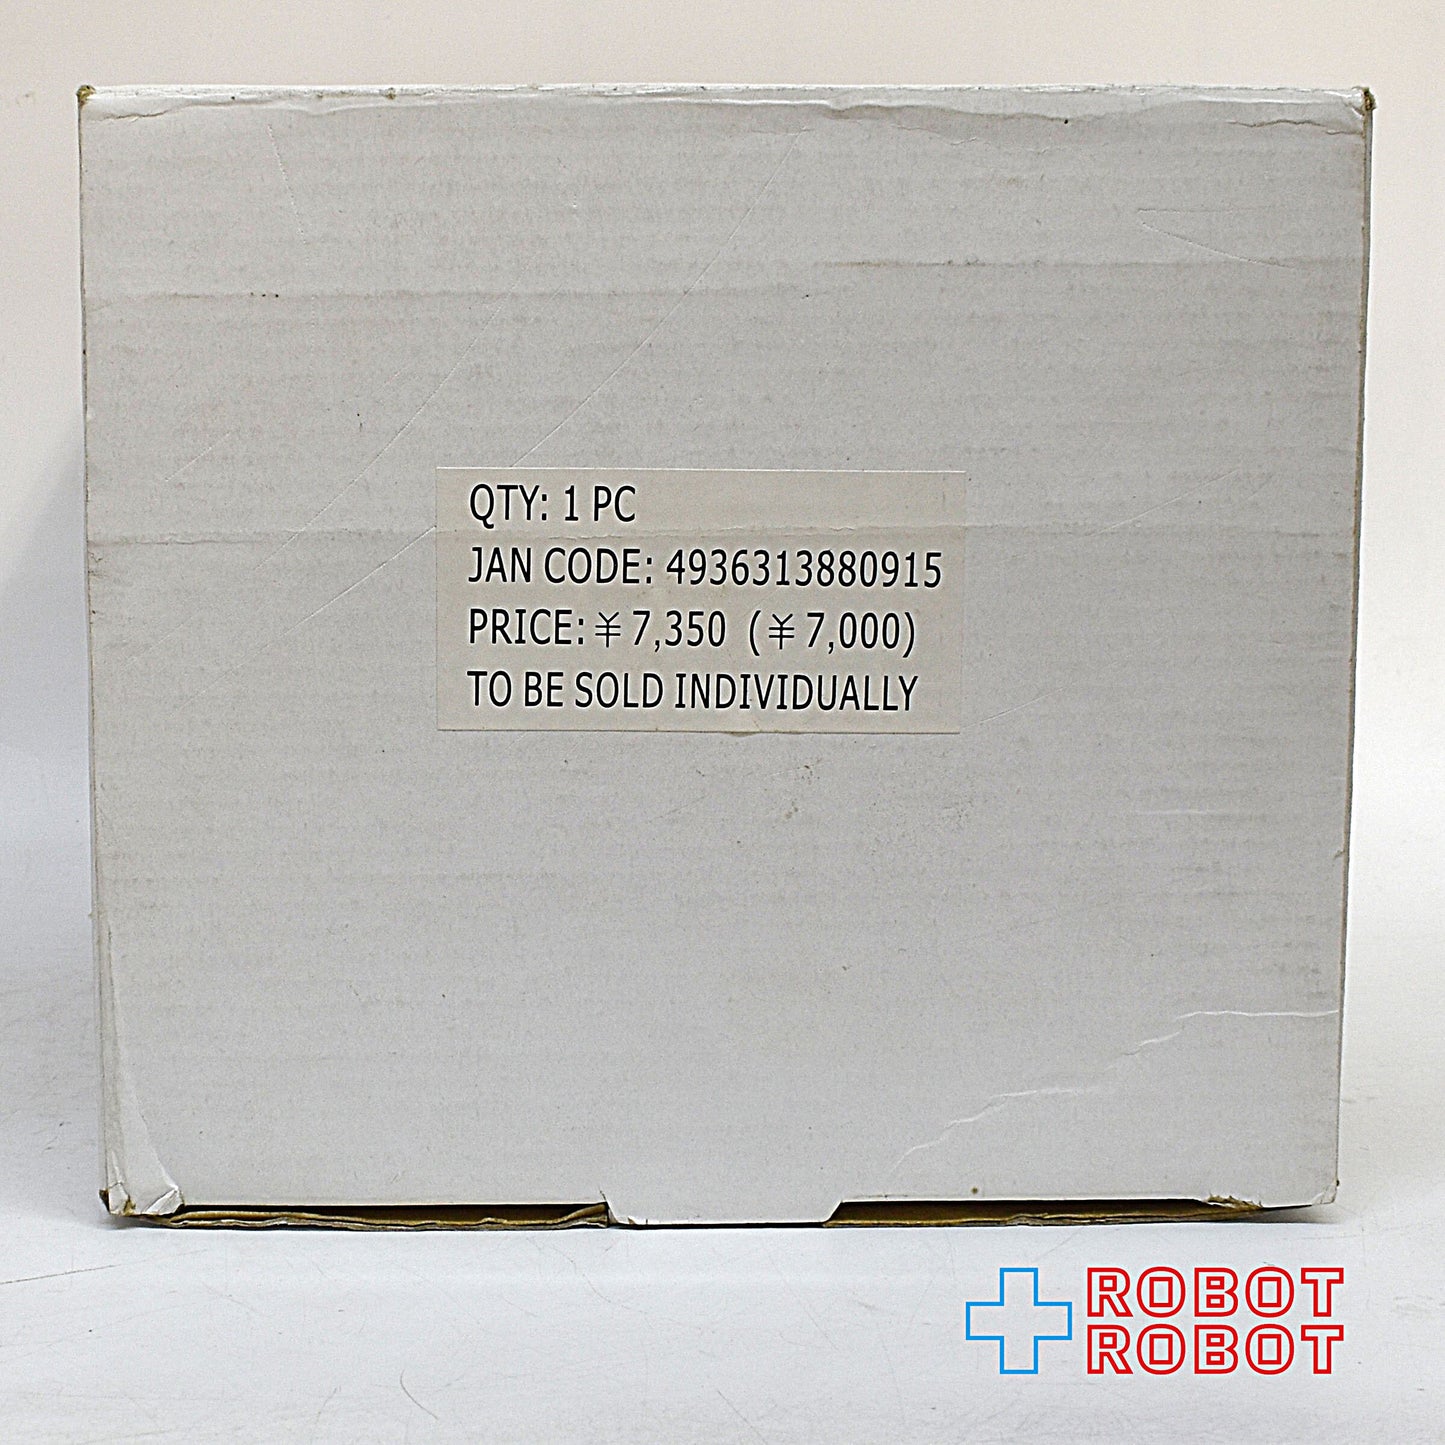 QTY: 1 PC
JAN CODE: 4936313880915
PRICE:¥7,350 (¥7,000)
TO BE SOLD INDIVIDUALLY
ROBOT
ROBOT